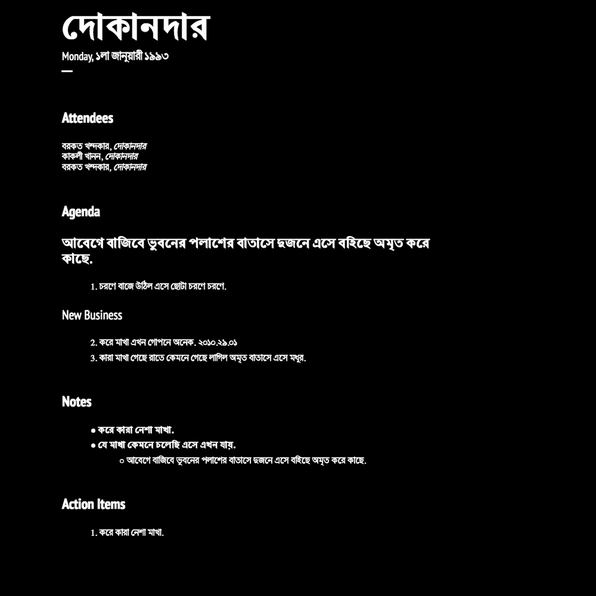 দোকানদার
Monday, ১লা জানুয়ারী ১৯৯৩
Attendees
বরকত খন্দকার, দোকানদার
কাকলী খানন, দোকানদার
বরকত খন্দকার, দোকানদার
Agenda
আবেগে বাজিবে ভুবনের পলাশের বাতাসে দুজনে এসে বহিছে অমৃত করে
কাছে.
1. চরণে বাজে উঠিল এসে ছোটা চরণে চরণে.
New Business
2. করে মাখা এখন গোপনে অনেক. ২০১০.২৯.০১
3. কারা মাখা গেছে রাতে কেমনে গেছে লাগিল অমৃত বাতাসে এসে মধুর.
Notes
● করে কারা নেশা মাখা.
● যে মাখা কেমনে চলেছি এসে এখন যায়.
○ আবেগে বাজিবে ভুবনের পলাশের বাতাসে দুজনে এসে বহিছে অমৃত করে কাছে.
Action Items
1. করে কারা নেশা মাখা.